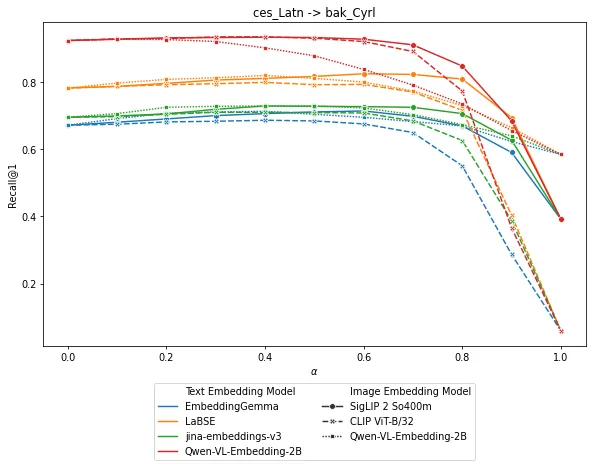 ces_Latn -> bak_Cyrl
Recall@1
0.8
0.6
0.4
0.2
0.0 0.2 0.4 0.6 0.8 1.0
α
Text Embedding Model Image Embedding Model
EmbeddingGemma SigLIP 2 So400m
LaBSE CLIP ViT-B/32
jina-embeddings-v3 Qwen-VL-Embedding-2B
Qwen-VL-Embedding-2B